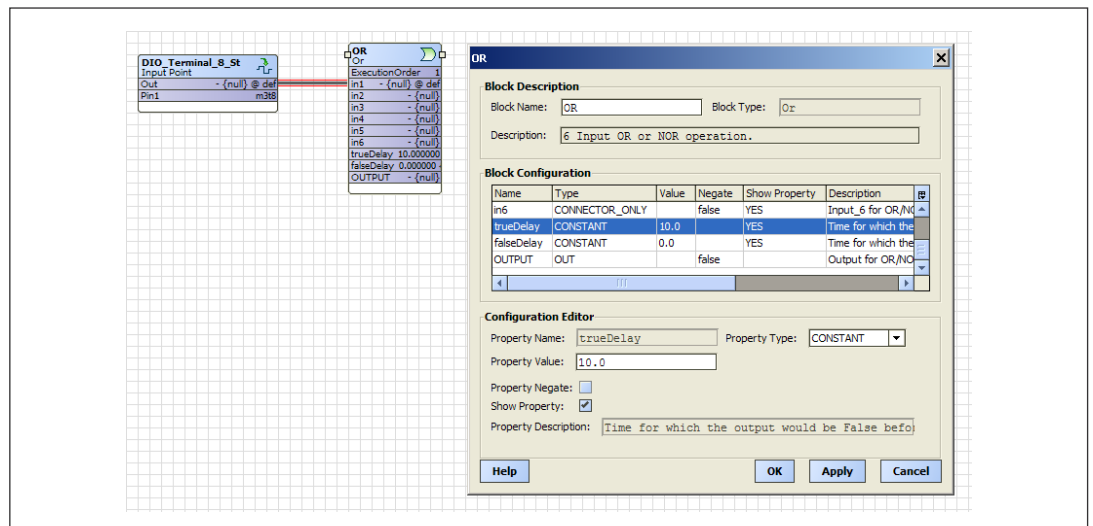 DIO_Terminal_8_St
Input Point
Out - {null} @ def
Pin1 m3t8
OR
Or
ExecutionOrder 1
in1 - {null} @ def
in2 - {null}
in3 - {null}
in4 - {null}
in5 - {null}
in6 - {null}
trueDelay 10.000000
falseDelay 0.000000 -
OUTPUT - {null}
OR
Block Description
Block Name: OR Block Type: Or
Description: 6 Input OR or NOR operation.
Block Configuration
Name Type Value Negate Show Property Description
in6 CONNECTOR_ONLY false YES Input_6 for OR/NO
trueDelay CONSTANT 10.0 YES Time for which the
falseDelay CONSTANT 0.0 YES Time for which the
OUTPUT OUT false Output for OR/NO
Configuration Editor
Property Name: trueDelay Property Type: CONSTANT
Property Value: 10.0
Property Negate:
Show Property:
Property Description: Time for which the output would be False befo
Help OK Apply Cancel